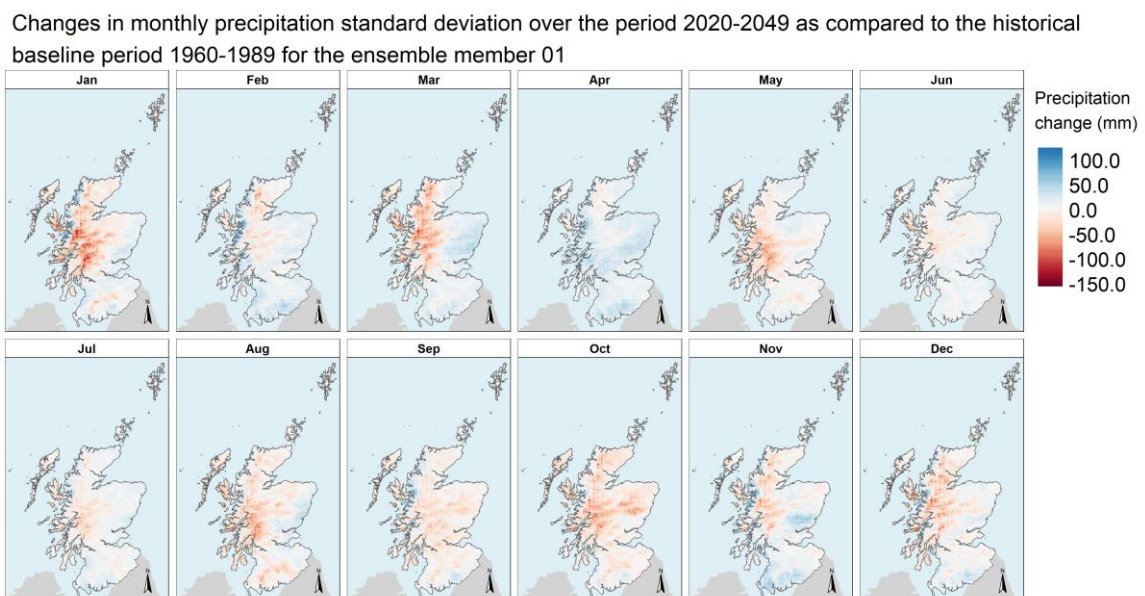 Changes in monthly precipitation standard deviation over the period 2020-2049 as compared to the historical
baseline period 1960-1989 for the ensemble member 01
Jan
Feb
Mar
Apr
May
Jun
Precipitation
change (mm)
100.0
50.0
0.0
-50.0
-100.0
-150.0
N
N
N
N
N
N
Jul
Aug
Sep
Oct
Nov
Dec
N
N
N
N
N
N